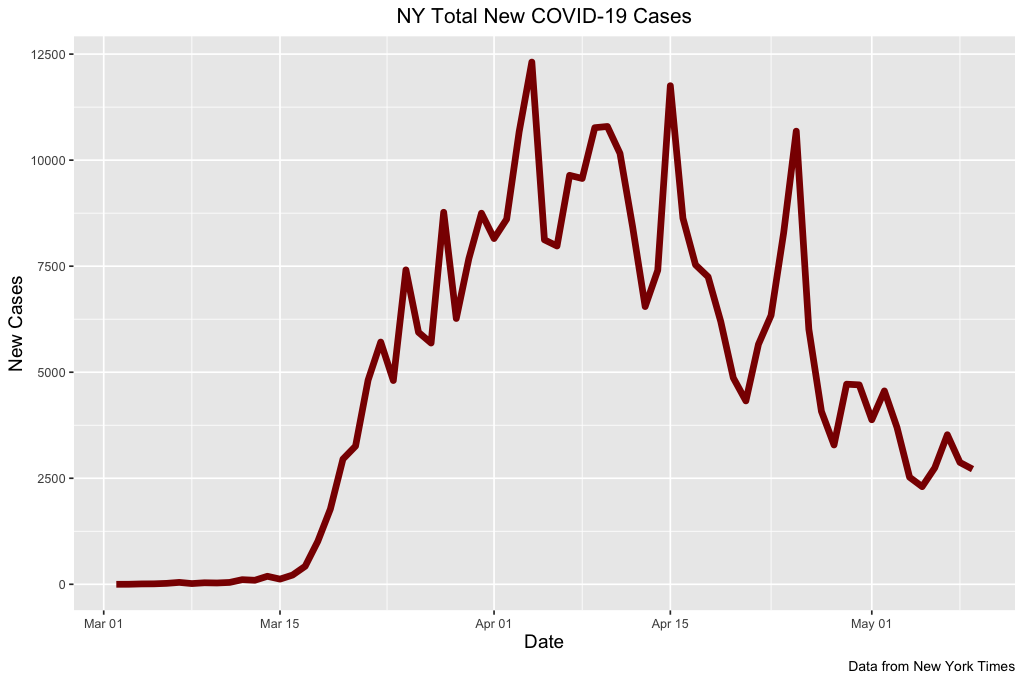 NY Total New COVID-19 Cases
New Cases
12500
10000
7500
5000
2500
0
Mar 01 Mar 15 Apr 01 Apr 15 May 01
Date
Data from New York Times